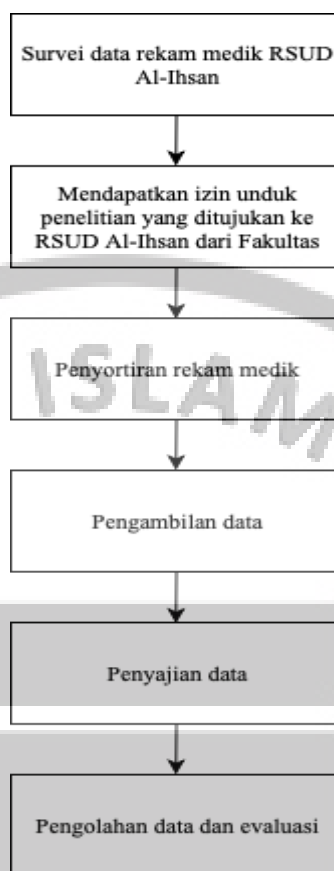 Survei data rekam medik RSUD
Al-Ihsan
Mendapatkan izin unduk
penelitian yang ditujukan ke
RSUD Al-Ihsan dari Fakultas
ISLAM
Penyortiran rekam medik
Pengambilan data
Penyajian data
Pengolahan data dan evaluasi